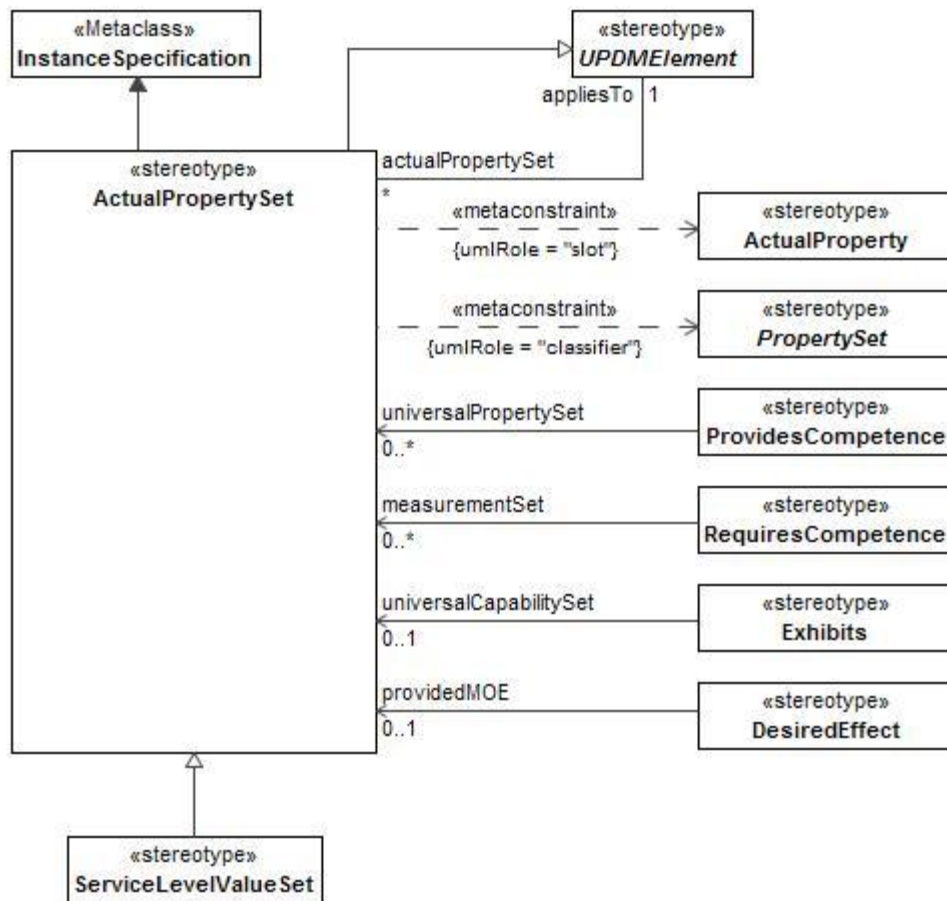 «Metaclass»
InstanceSpecification
«stereotype»
UPDMElement
appliesTo 1
«stereotype»
ActualPropertySet
actualPropertySet
*
«metaconstraint»
{umlRole = "slot"}
«stereotype»
ActualProperty
«metaconstraint»
{umlRole = "classifier"}
«stereotype»
PropertySet
universalPropertySet
0..*
«stereotype»
ProvidesCompetence
measurementSet
0..*
«stereotype»
RequiresCompetence
universalCapabilitySet
0..1
«stereotype»
Exhibits
providedMOE
0..1
«stereotype»
DesiredEffect
«stereotype»
ServiceLevelValueSet